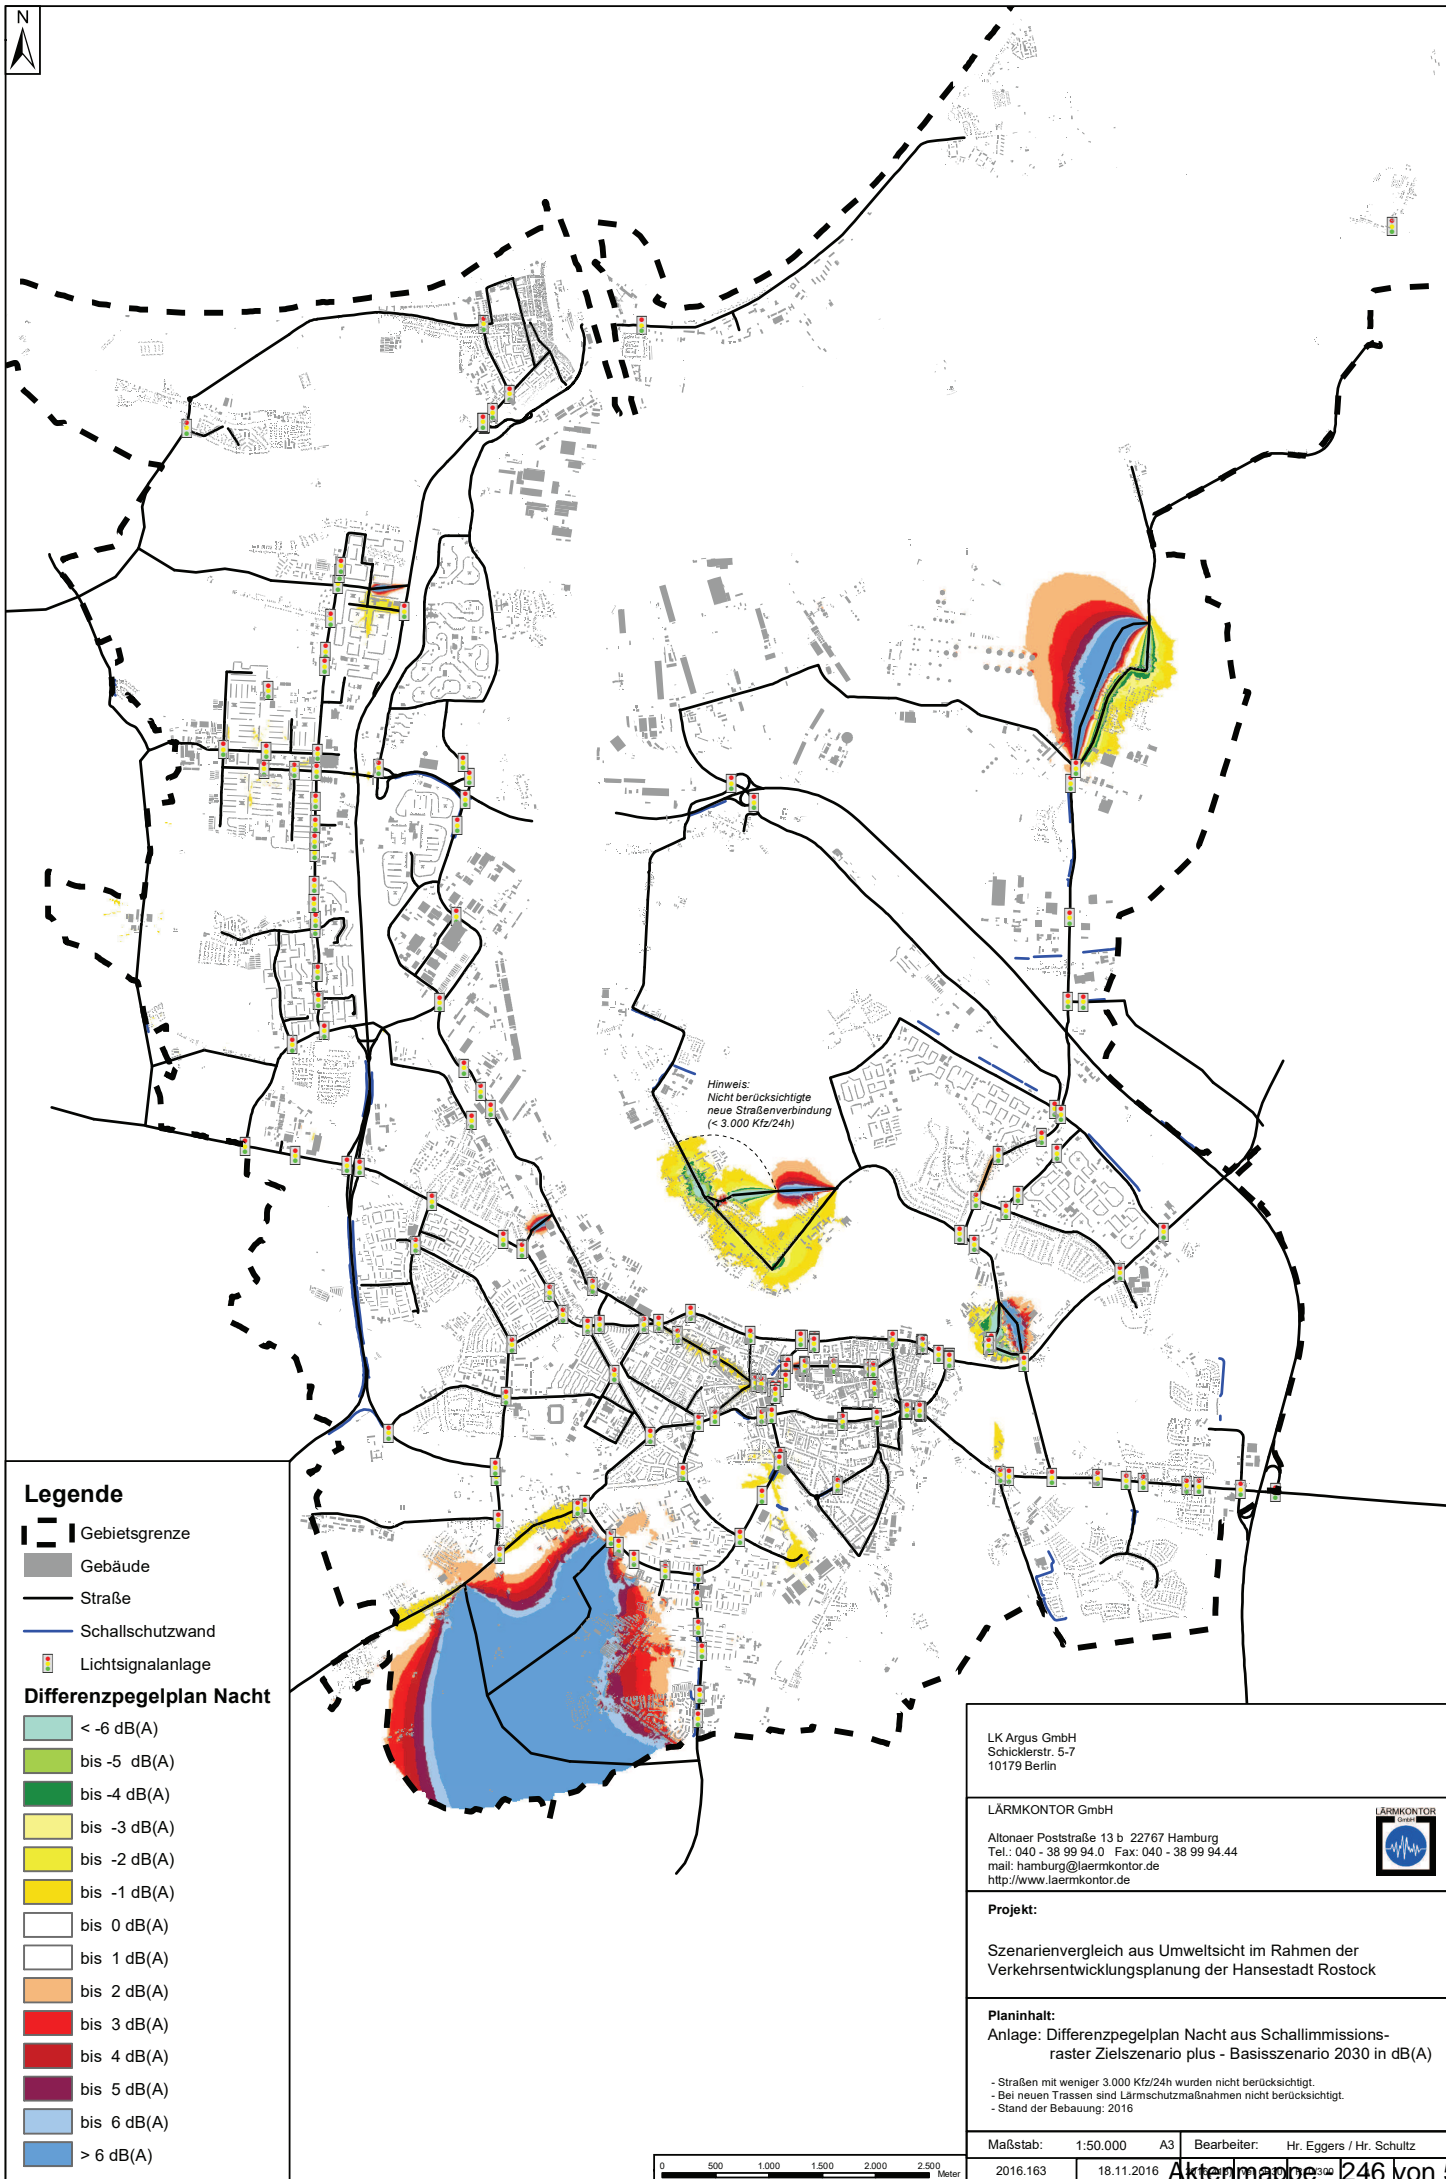 N
Hinweis:
Nicht berücksichtigte
neue Straßenverbindung
(< 3.000 Kfz/24h)
Legende
Gebietsgrenze
Gebäude
Straße
Schallschutzwand
Lichtsignalanlage
Differenzpegelplan Nacht
< -6 dB(A)
bis -5 dB(A)
bis -4 dB(A)
bis -3 dB(A)
bis -2 dB(A)
bis -1 dB(A)
bis 0 dB(A)
bis 1 dB(A)
bis 2 dB(A)
bis 3 dB(A)
bis 4 dB(A)
bis 5 dB(A)
bis 6 dB(A)
> 6 dB(A)
0 500 1.000 1.500 2.000 2.500
Meter
LK Argus GmbH
Schicklerstr. 5-7
10179 Berlin
LÄRMKONTOR GmbH
Altonaer Poststraße 13 b 22767 Hamburg
Tel.: 040 - 38 99 94.0 Fax: 040 - 38 99 94.44
mail: hamburg@laermkontor.de
http://www.laermkontor.de
LÄRMKONTOR
GmbH
Projekt:
Szenarienvergleich aus Umweltsicht im Rahmen der
Verkehrsentwicklungsplanung der Hansestadt Rostock
Planinhalt:
Anlage: Differenzpegelplan Nacht aus Schallimmissions-
raster Zielszenario plus - Basisszenario 2030 in dB(A)
- Straßen mit weniger 3.000 Kfz/24h wurden nicht berücksichtigt.
- Bei neuen Trassen sind Lärmschutzmaßnahmen nicht berücksichtigt.
- Stand der Bebauung: 2016
Maßstab: 1:50.000 A3 Bearbeiter: Hr. Eggers / Hr. Schultz
2016.163 18.11.2016 Aktenmappe - 246 von